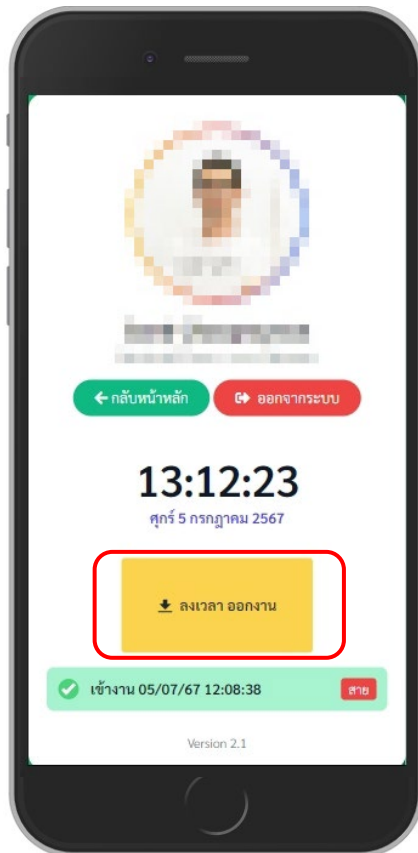 กลับหน้าหลัก ออกจากระบบ
13:12:23
ศุกร์ 5 กรกฎาคม 2567
ลงเวลา ออกงาน
เข้างาน 05/07/67 12:08:38 สาย
Version 2.1